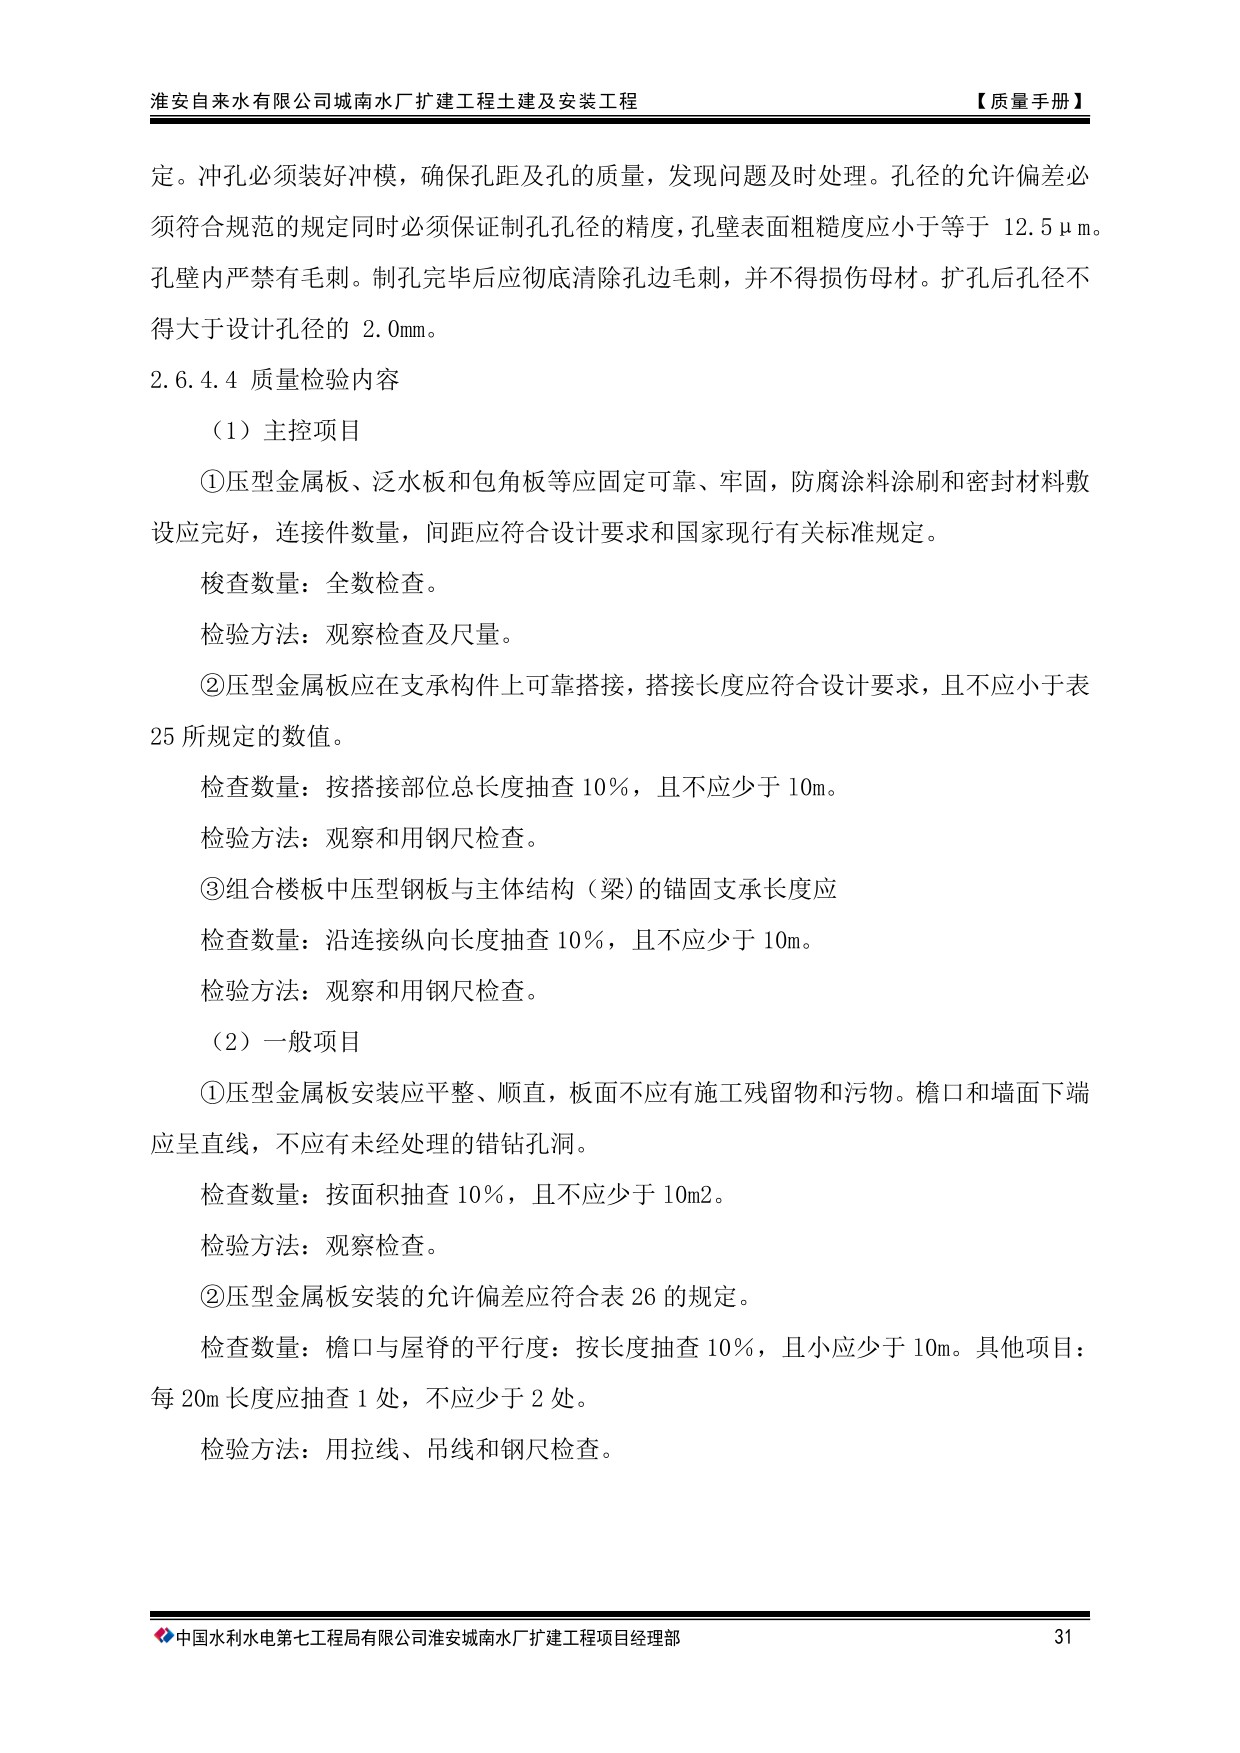 淮安自来水有限公司城南水厂扩建工程土建及安装工程 【质量手册】
定。冲孔必须装好冲模，确保孔距及孔的质量，发现问题及时处理。孔径的允许偏差必
须符合规范的规定同时必须保证制孔孔径的精度，孔壁表面粗糙度应小于等于 12.5μm。
孔壁内严禁有毛刺。制孔完毕后应彻底清除孔边毛刺，并不得损伤母材。扩孔后孔径不
得大于设计孔径的 2.0mm。
2.6.4.4 质量检验内容
（1）主控项目
①压型金属板、泛水板和包角板等应固定可靠、牢固，防腐涂料涂刷和密封材料敷
设应完好，连接件数量，间距应符合设计要求和国家现行有关标准规定。
梭查数量：全数检查。
检验方法：观察检查及尺量。
②压型金属板应在支承构件上可靠搭接，搭接长度应符合设计要求，且不应小于表
25 所规定的数值。
检查数量：按搭接部位总长度抽查 10％，且不应少于 l0m。
检验方法：观察和用钢尺检查。
③组合楼板中压型钢板与主体结构（梁)的锚固支承长度应
检查数量：沿连接纵向长度抽查 10％，且不应少于 10m。
检验方法：观察和用钢尺检查。
（2）一般项目
①压型金属板安装应平整、顺直，板面不应有施工残留物和污物。檐口和墙面下端
应呈直线，不应有未经处理的错钻孔洞。
检查数量：按面积抽查 10％，且不应少于 l0m2。
检验方法：观察检查。
②压型金属板安装的允许偏差应符合表 26 的规定。
检查数量：檐口与屋脊的平行度：按长度抽查 10％，且小应少于 l0m。具他项目：
每 20m 长度应抽查 1 处，不应少于 2 处。
检验方法：用拉线、吊线和钢尺检查。
中国水利水电第七工程局有限公司淮安城南水厂扩建工程项目经理部 31